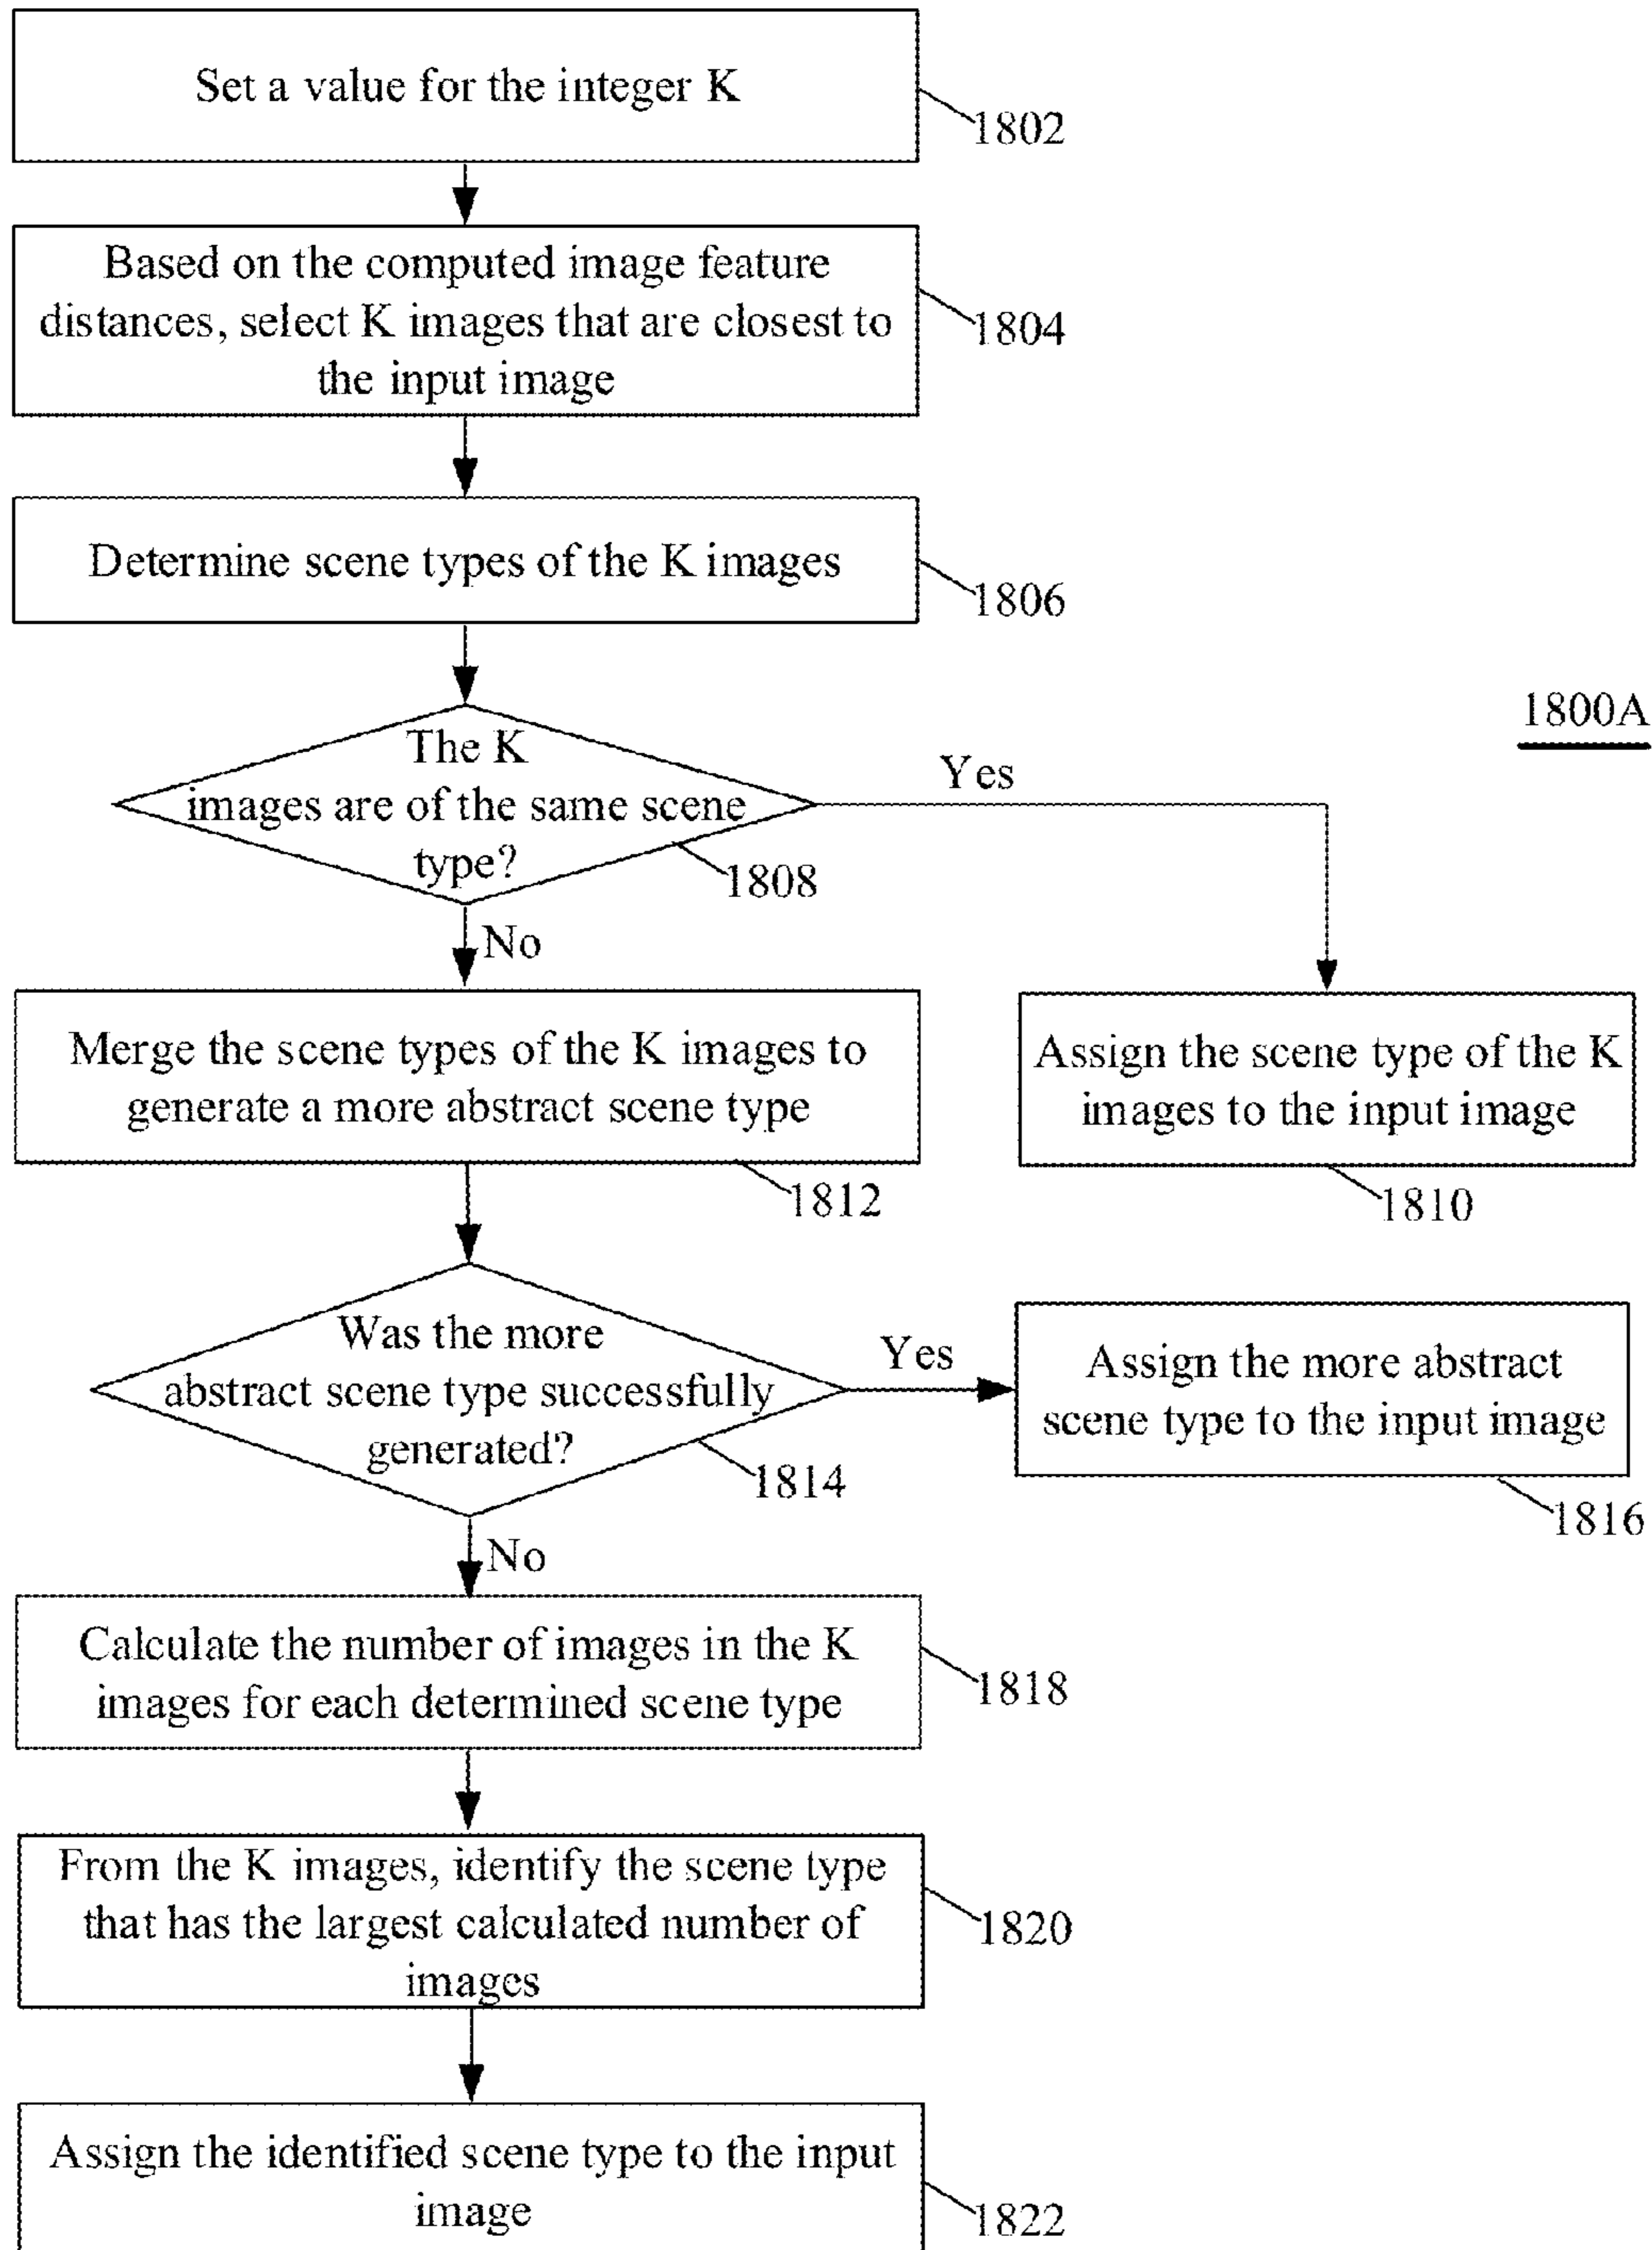 Set a value for the integer K
1802
Based on the computed image feature
distances, select K images that are closest to
the input image
1804
Determine scene types of the K images
1806
1800A
The K
images are of the same scene
type?
1808
Yes
No
Merge the scene types of the K images to
generate a more abstract scene type
1812
Assign the scene type of the K
images to the input image
1810
Was the more
abstract scene type successfully
generated?
1814
Yes
Assign the more abstract
scene type to the input image
1816
No
Calculate the number of images in the K
images for each determined scene type
1818
From the K images, identify the scene type
that has the largest calculated number of
images
1820
Assign the identified scene type to the input
image
1822